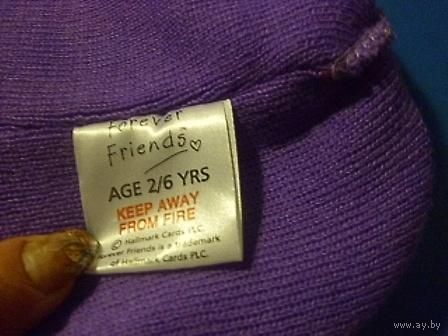 Forever
Friends
AGE 2/6 YRS
KEEP AWAY
FROM FIRE
© Hallmark Cards PLC.
Forever Friends is a trademark
of Hallmark Cards PLC.
www.ay.by